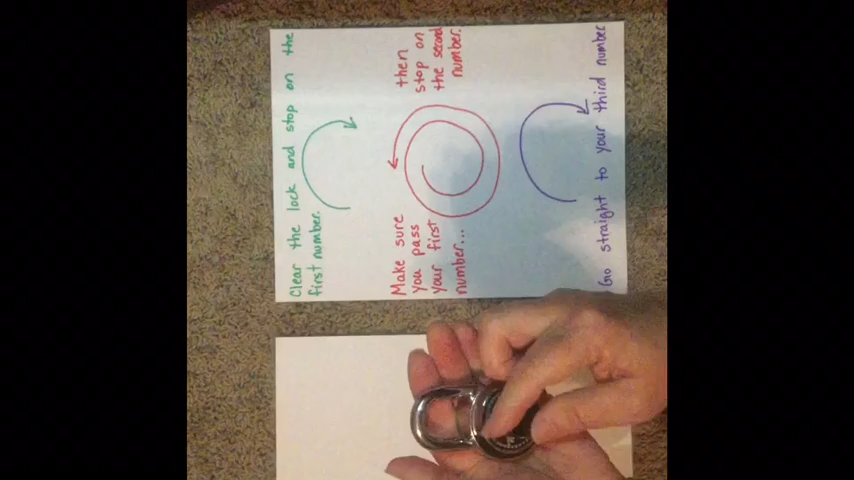 Clear the lock and stop on the
first number.
Make sure
you pass
your first
number...
then
stop on
the second
number.
Go straight to your third number